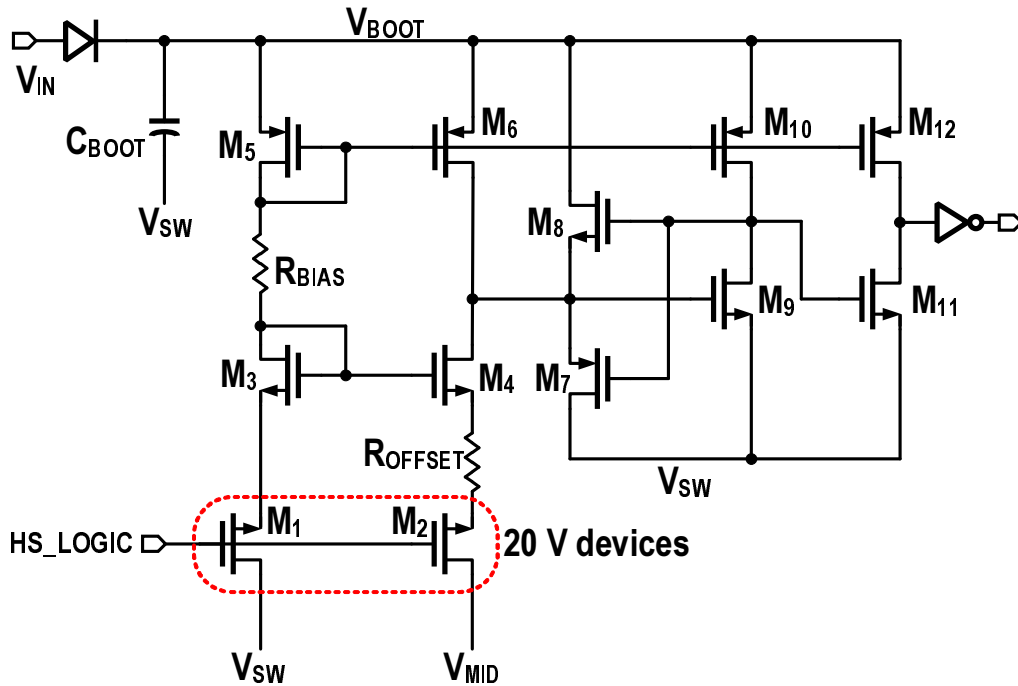 VBOOT
VIN
CBOOT
VSW
M5
M6
M10
M12
M8
RBIAS
M9
M11
M3
M4
M7
ROFFSET
VSW
M1
M2
20 V devices
HS_LOGIC
VSW
VMID